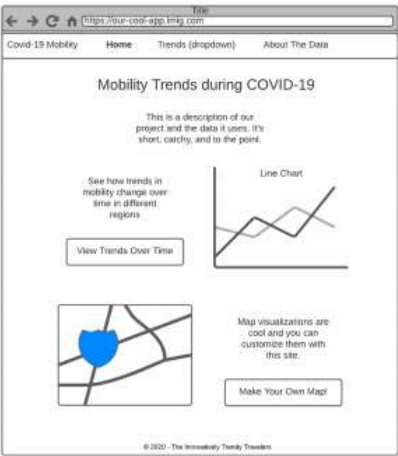 Title
https://our-cool-app.lmig.com
Covid-19 Mobility Home Trends (dropdown) About The Data
Mobility Trends during COVID-19
This is a description of our
project and the data it uses. It's
short, catchy, and to the point.
See how trends in
mobility change over
time in different
regions
View Trends Over Time
Line Chart
Map visualizations are
cool and you can
customize them with
this site.
Make Your Own Map!
© 2020 - The Innovatively Trendy Travelers